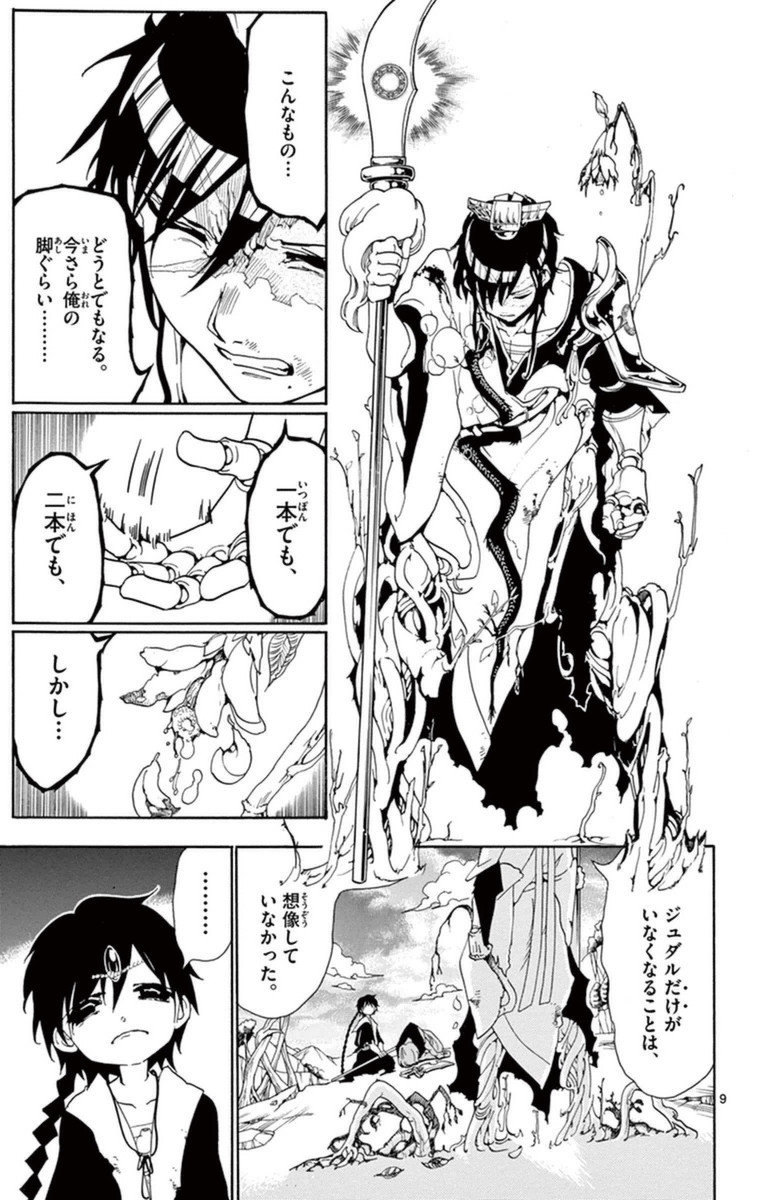 こんなもの…
どうとでもなる。
今さら俺の
脚ぐらい………
一本でも、
二本でも、
しかし…
ジュダルだけが
いなくなることは、
想像して
いなかった。
………
9